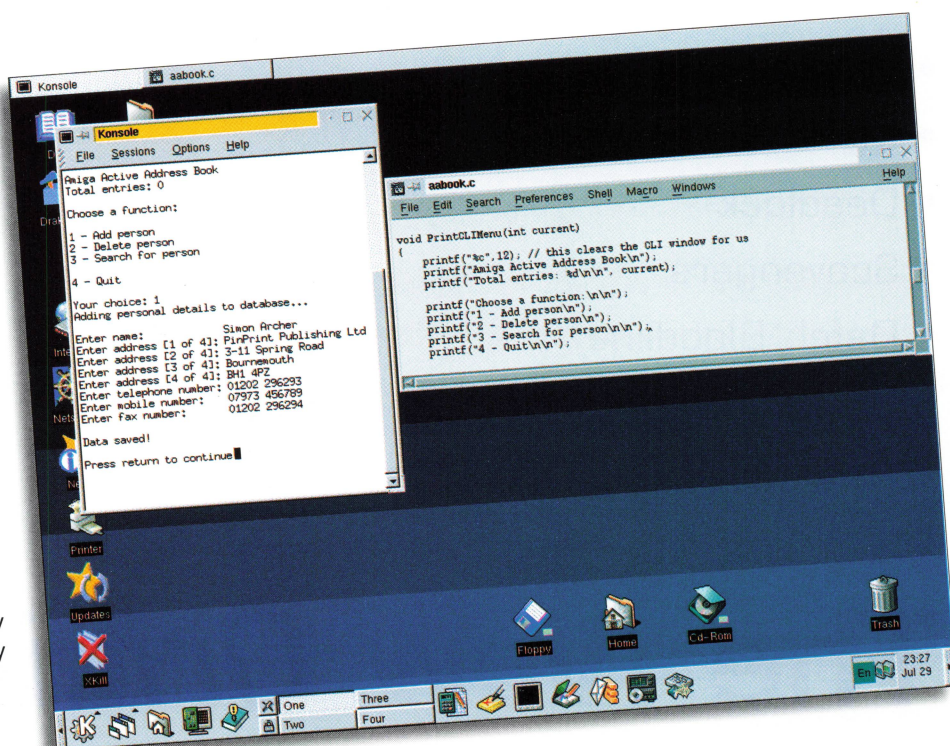 Konsole
aabook.c
Konsole
File Sessions Options Help
Amiga Active Address Book
Total entries: 0
Choose a function:
1 - Add person
2 - Delete person
3 - Search for person
4 - Quit
Your choice: 1
Adding personal details to database...
Enter name: Simon Archer
Enter address [1 of 4]: PinPrint Publishing Ltd
Enter address [2 of 4]: 3-11 Spring Road
Enter address [3 of 4]: Bournemouth
Enter address [4 of 4]: BH1 4PZ
Enter telephone number: 01202 296293
Enter mobile number: 07973 456789
Enter fax number: 01202 296294
Data saved!
Press return to continue
aabook.c
File Edit Search Preferences Shell Macro Windows Help
void PrintCLIMenu(int current)
{
printf("%c",12); // this clears the CLI window for us
printf("Amiga Active Address Book\n");
printf("Total entries: %d\n\n", current);
printf("Choose a function:\n\n");
printf("1 - Add person\n");
printf("2 - Delete person\n");
printf("3 - Search for person\n\n");
printf("4 - Quit\n\n");
Printer
Updates
XKill
Floppy
Home
Cd-Rom
Trash
One
Two
Three
Four
En
23:27
Jul 29